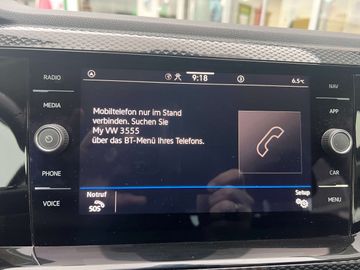 RADIO
MEDIA
PHONE
VOICE
9:18
6.5°C
Mobiltelefon nur im Stand
verbinden. Suchen Sie
My VW 3555
über das BT-Menü Ihres Telefons.
Notruf
SOS
Setup
NAV
APP
CAR
MENU